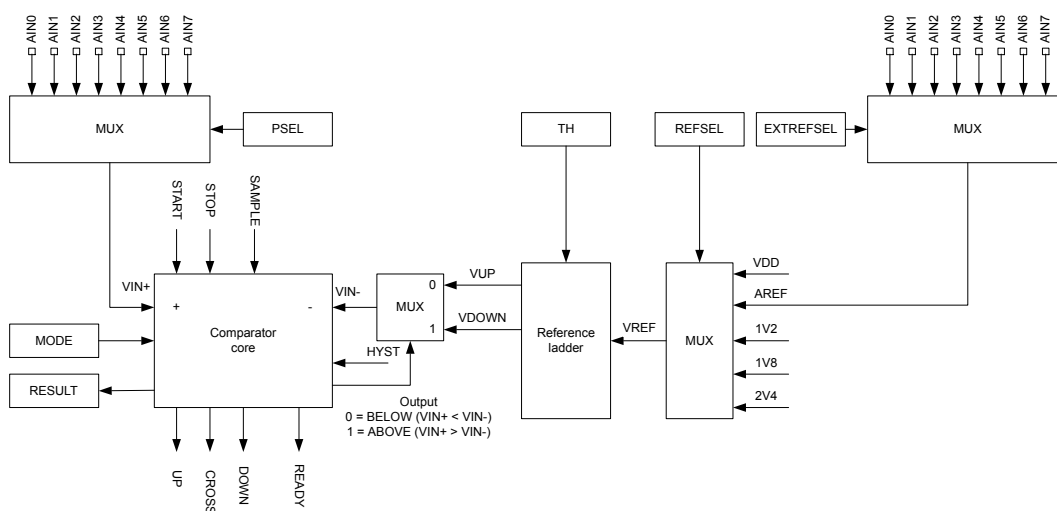 AIN0
AIN1
AIN2
AIN3
AIN4
AIN5
AIN6
AIN7
AIN0
AIN1
AIN2
AIN3
AIN4
AIN5
AIN6
AIN7
MUX
PSEL
TH
REFSEL
EXTREFSEL
MUX
START
STOP
SAMPLE
VIN+
+
-
VIN-
Comparator
core
MODE
RESULT
HYST
0
MUX
1
VUP
VDOWN
Reference
ladder
VREF
MUX
VDD
AREF
1V2
1V8
2V4
Output
0 = BELOW (VIN+ < VIN-)
1 = ABOVE (VIN+ > VIN-)
UP
CROSS
DOWN
READY